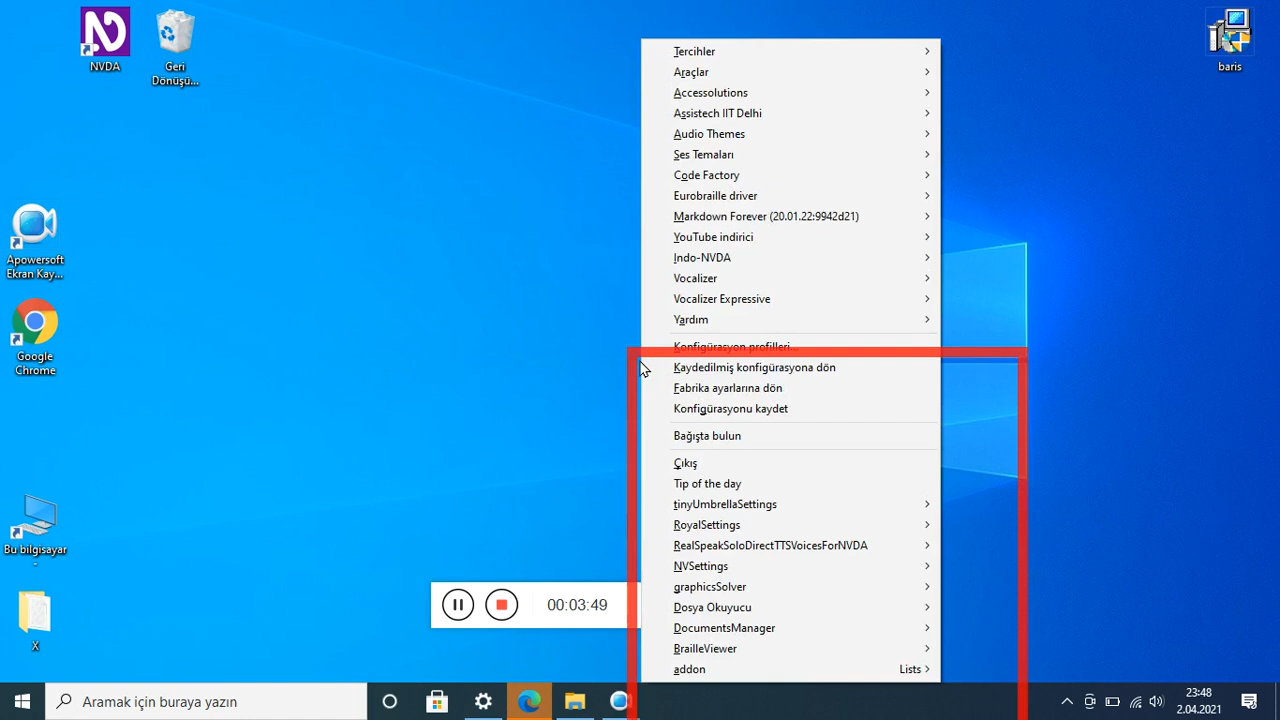 NVDA
Geri
Dönüşü...
baris
Apowersoft
Ekran Kay...
Google
Chrome
Bu bilgisayar
-
X
Tercihler
Araçlar
Accessolutions
Assistech IIT Delhi
Audio Themes
Ses Temaları
Code Factory
Eurobraille driver
Markdown Forever (20.01.22:9942d21)
YouTube indirici
Indo-NVDA
Vocalizer
Vocalizer Expressive
Yardım
Konfigürasyon profilleri...
Kaydedilmiş konfigürasyona dön
Fabrika ayarlarına dön
Konfigürasyonu kaydet
Bağışta bulun
Çıkış
Tip of the day
tinyUmbrellaSettings
RoyalSettings
RealSpeakSoloDirectTTSVoicesForNVDA
NVSettings
graphicsSolver
Dosya Okuyucu
DocumentsManager
BrailleViewer
addon Lists
00:03:49
Aramak için buraya yazın
23:48
2.04.2021